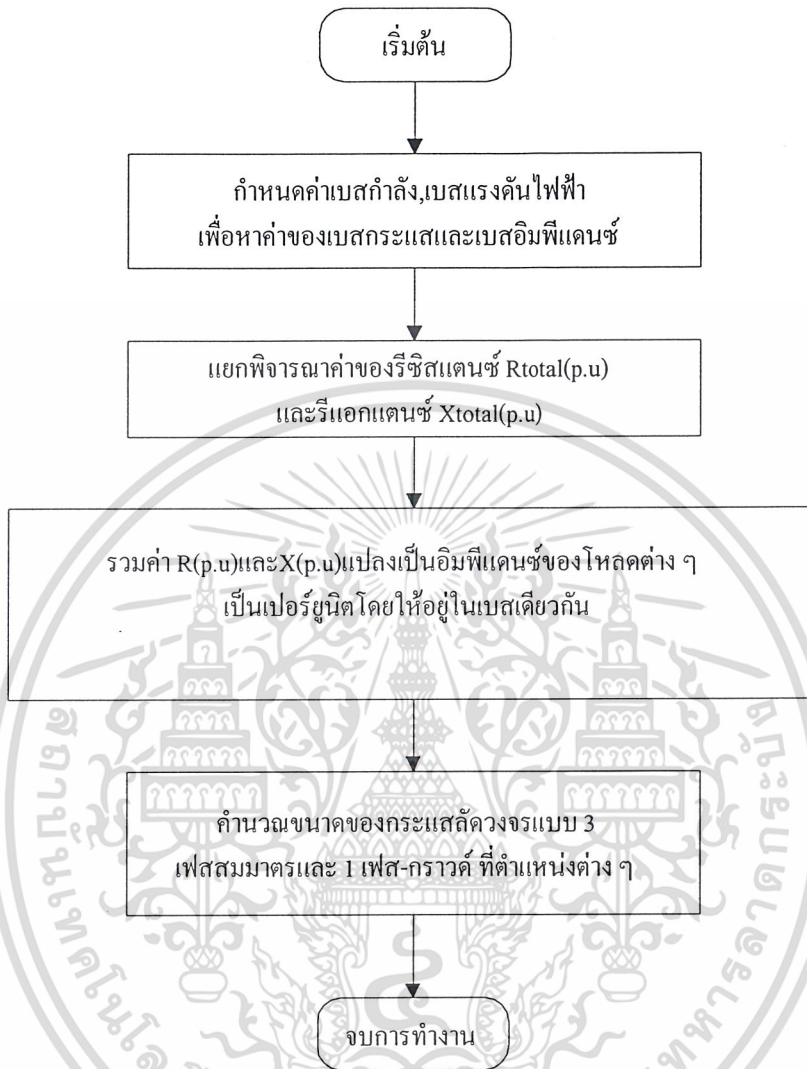 เริ่มต้น
กำหนดค่าเบสกำลัง,เบสแรงดันไฟฟ้า
เพื่อหาค่าของเบสกระแสและเบสอิมพีแดนซ์
แยกพิจารณาค่าของรีซิสแตนซ์ Rtotal(p.u)
และรีแอกแตนซ์ Xtotal(p.u)
รวมค่า R(p.u)และX(p.u)แปลงเป็นอิมพีแดนซ์ของโหลดต่าง ๆ
เป็นเปอร์ยูนิตโดยให้อยู่ในเบสเดียวกัน
คำนวณขนาดของกระแสลัดวงจรแบบ 3
เฟสสมมาตรและ 1 เฟส-กราวด์ ที่ตำแหน่งต่าง ๆ
จบการทำงาน